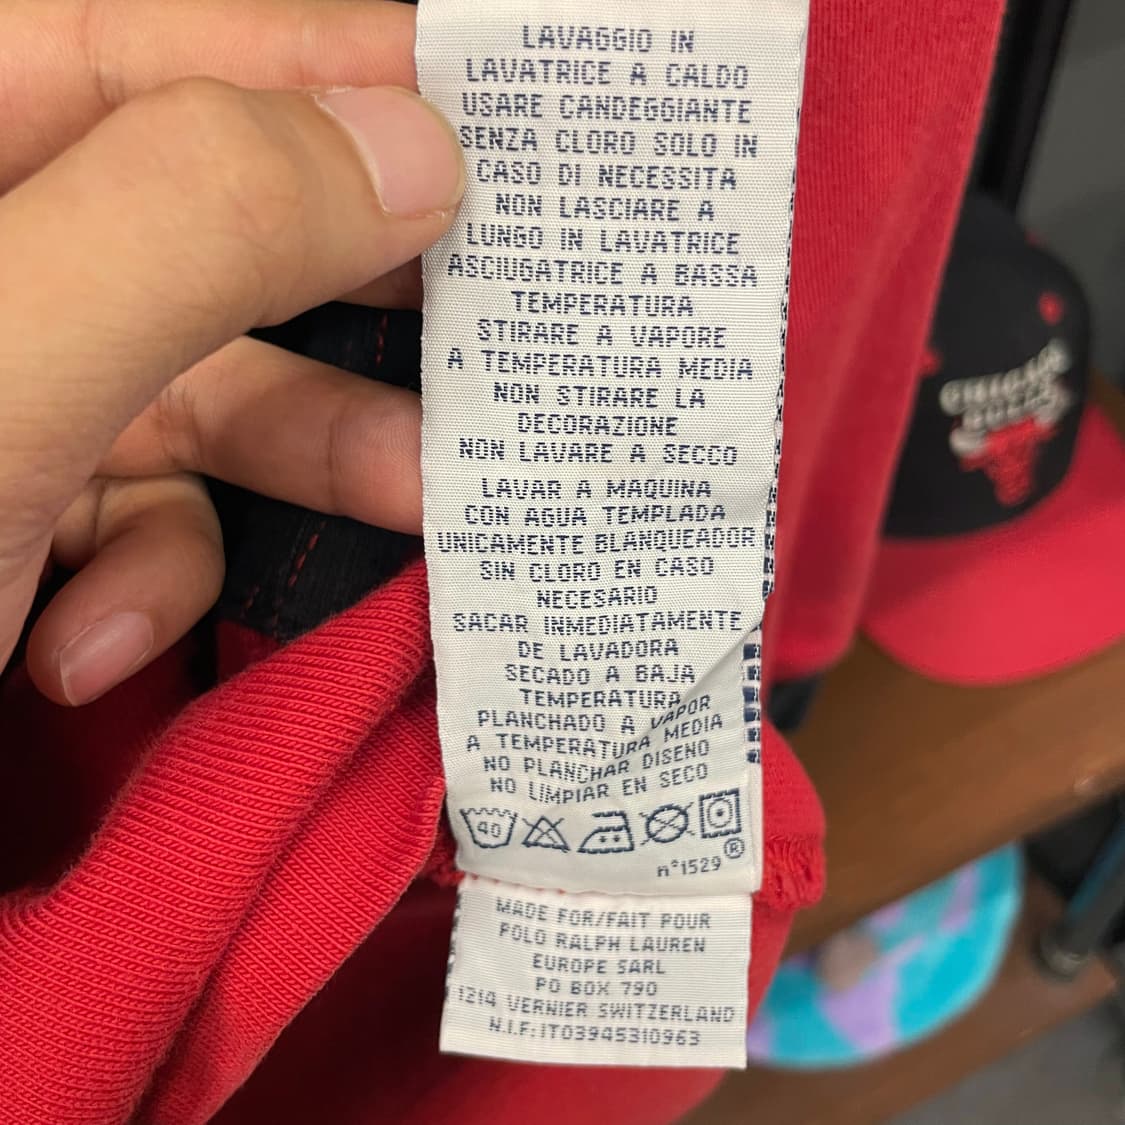 LAVAGGIO IN
LAVATRICE A CALDO
USARE CANDEGGIANTE
SENZA CLORO SOLO IN
CASO DI NECESSITA
NON LASCIARE A
LUNGO IN LAVATRICE
ASCIUGATRICE A BASSA
TEMPERATURA
STIRARE A VAPORE
A TEMPERATURA MEDIA
NON STIRARE LA
DECORAZIONE
NON LAVARE A SECCO
LAVAR A MAQUINA
CON AGUA TEMPLADA
UNICAMENTE BLANQUEADOR
SIN CLORO EN CASO
NECESARIO
SACAR INMEDIATAMENTE
DE LAVADORA
SECADO A BAJA
TEMPERATURA
PLANCHADO A VAPOR
A TEMPERATURA MEDIA
NO PLANCHAR DISENO
NO LIMPIAR EN SECO
40
n°1529 ®
MADE FOR/FAIT POUR
POLO RALPH LAUREN
EUROPE SARL
PO BOX 790
1214 VERNIER SWITZERLAND
N.I.F:IT03945310963
CHICAGO
BULLS